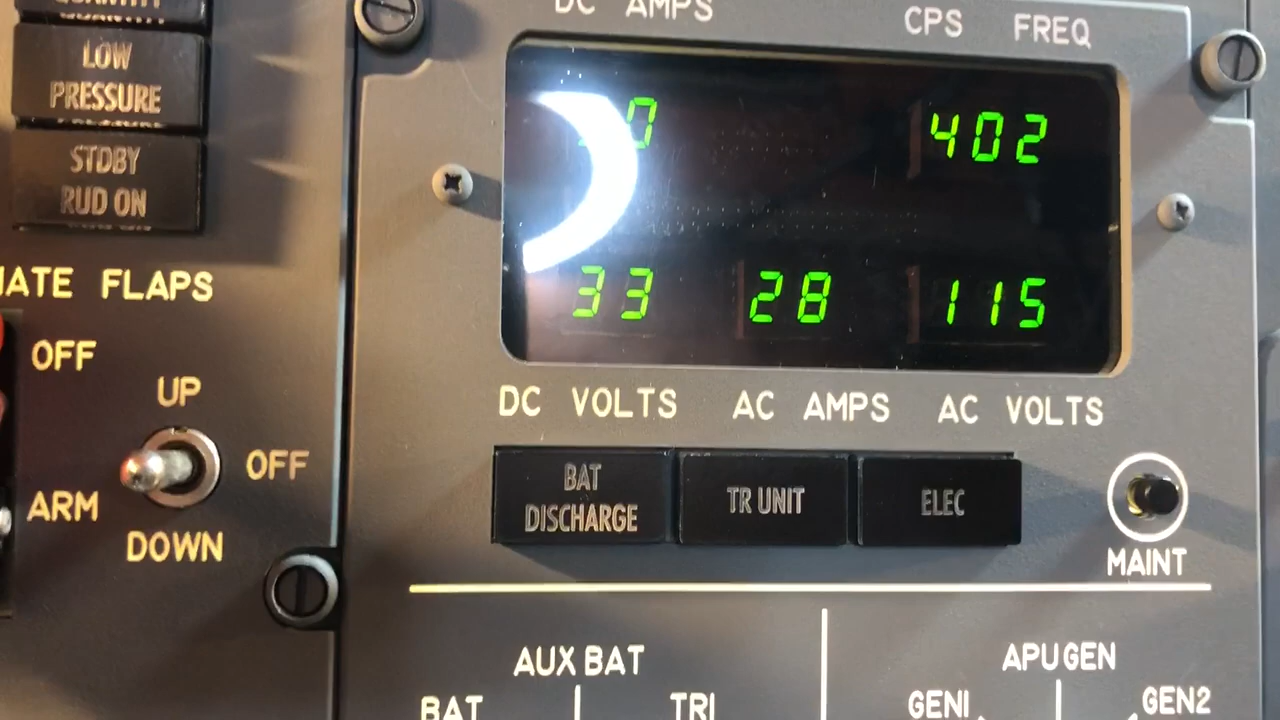 QUANTITY
LOW
PRESSURE
STDBY
RUD ON
FLAPS
OFF
UP
OFF
ARM
DOWN
DC AMPS
CPS FREQ
0 402
33 28 115
DC VOLTS AC AMPS AC VOLTS
BAT
DISCHARGE
TR UNIT
ELEC
MAINT
AUX BAT
APU GEN
BAT
TR1
GEN1
GEN2